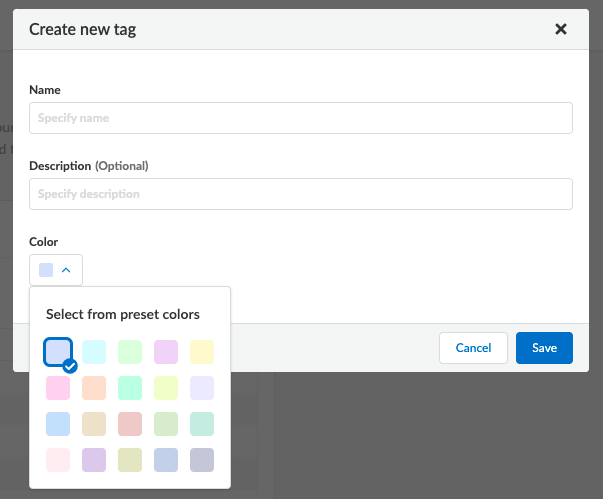 Create new tag
Name
Specify name
Description (Optional)
Specify description
Color
Select from preset colors
Cancel
Save